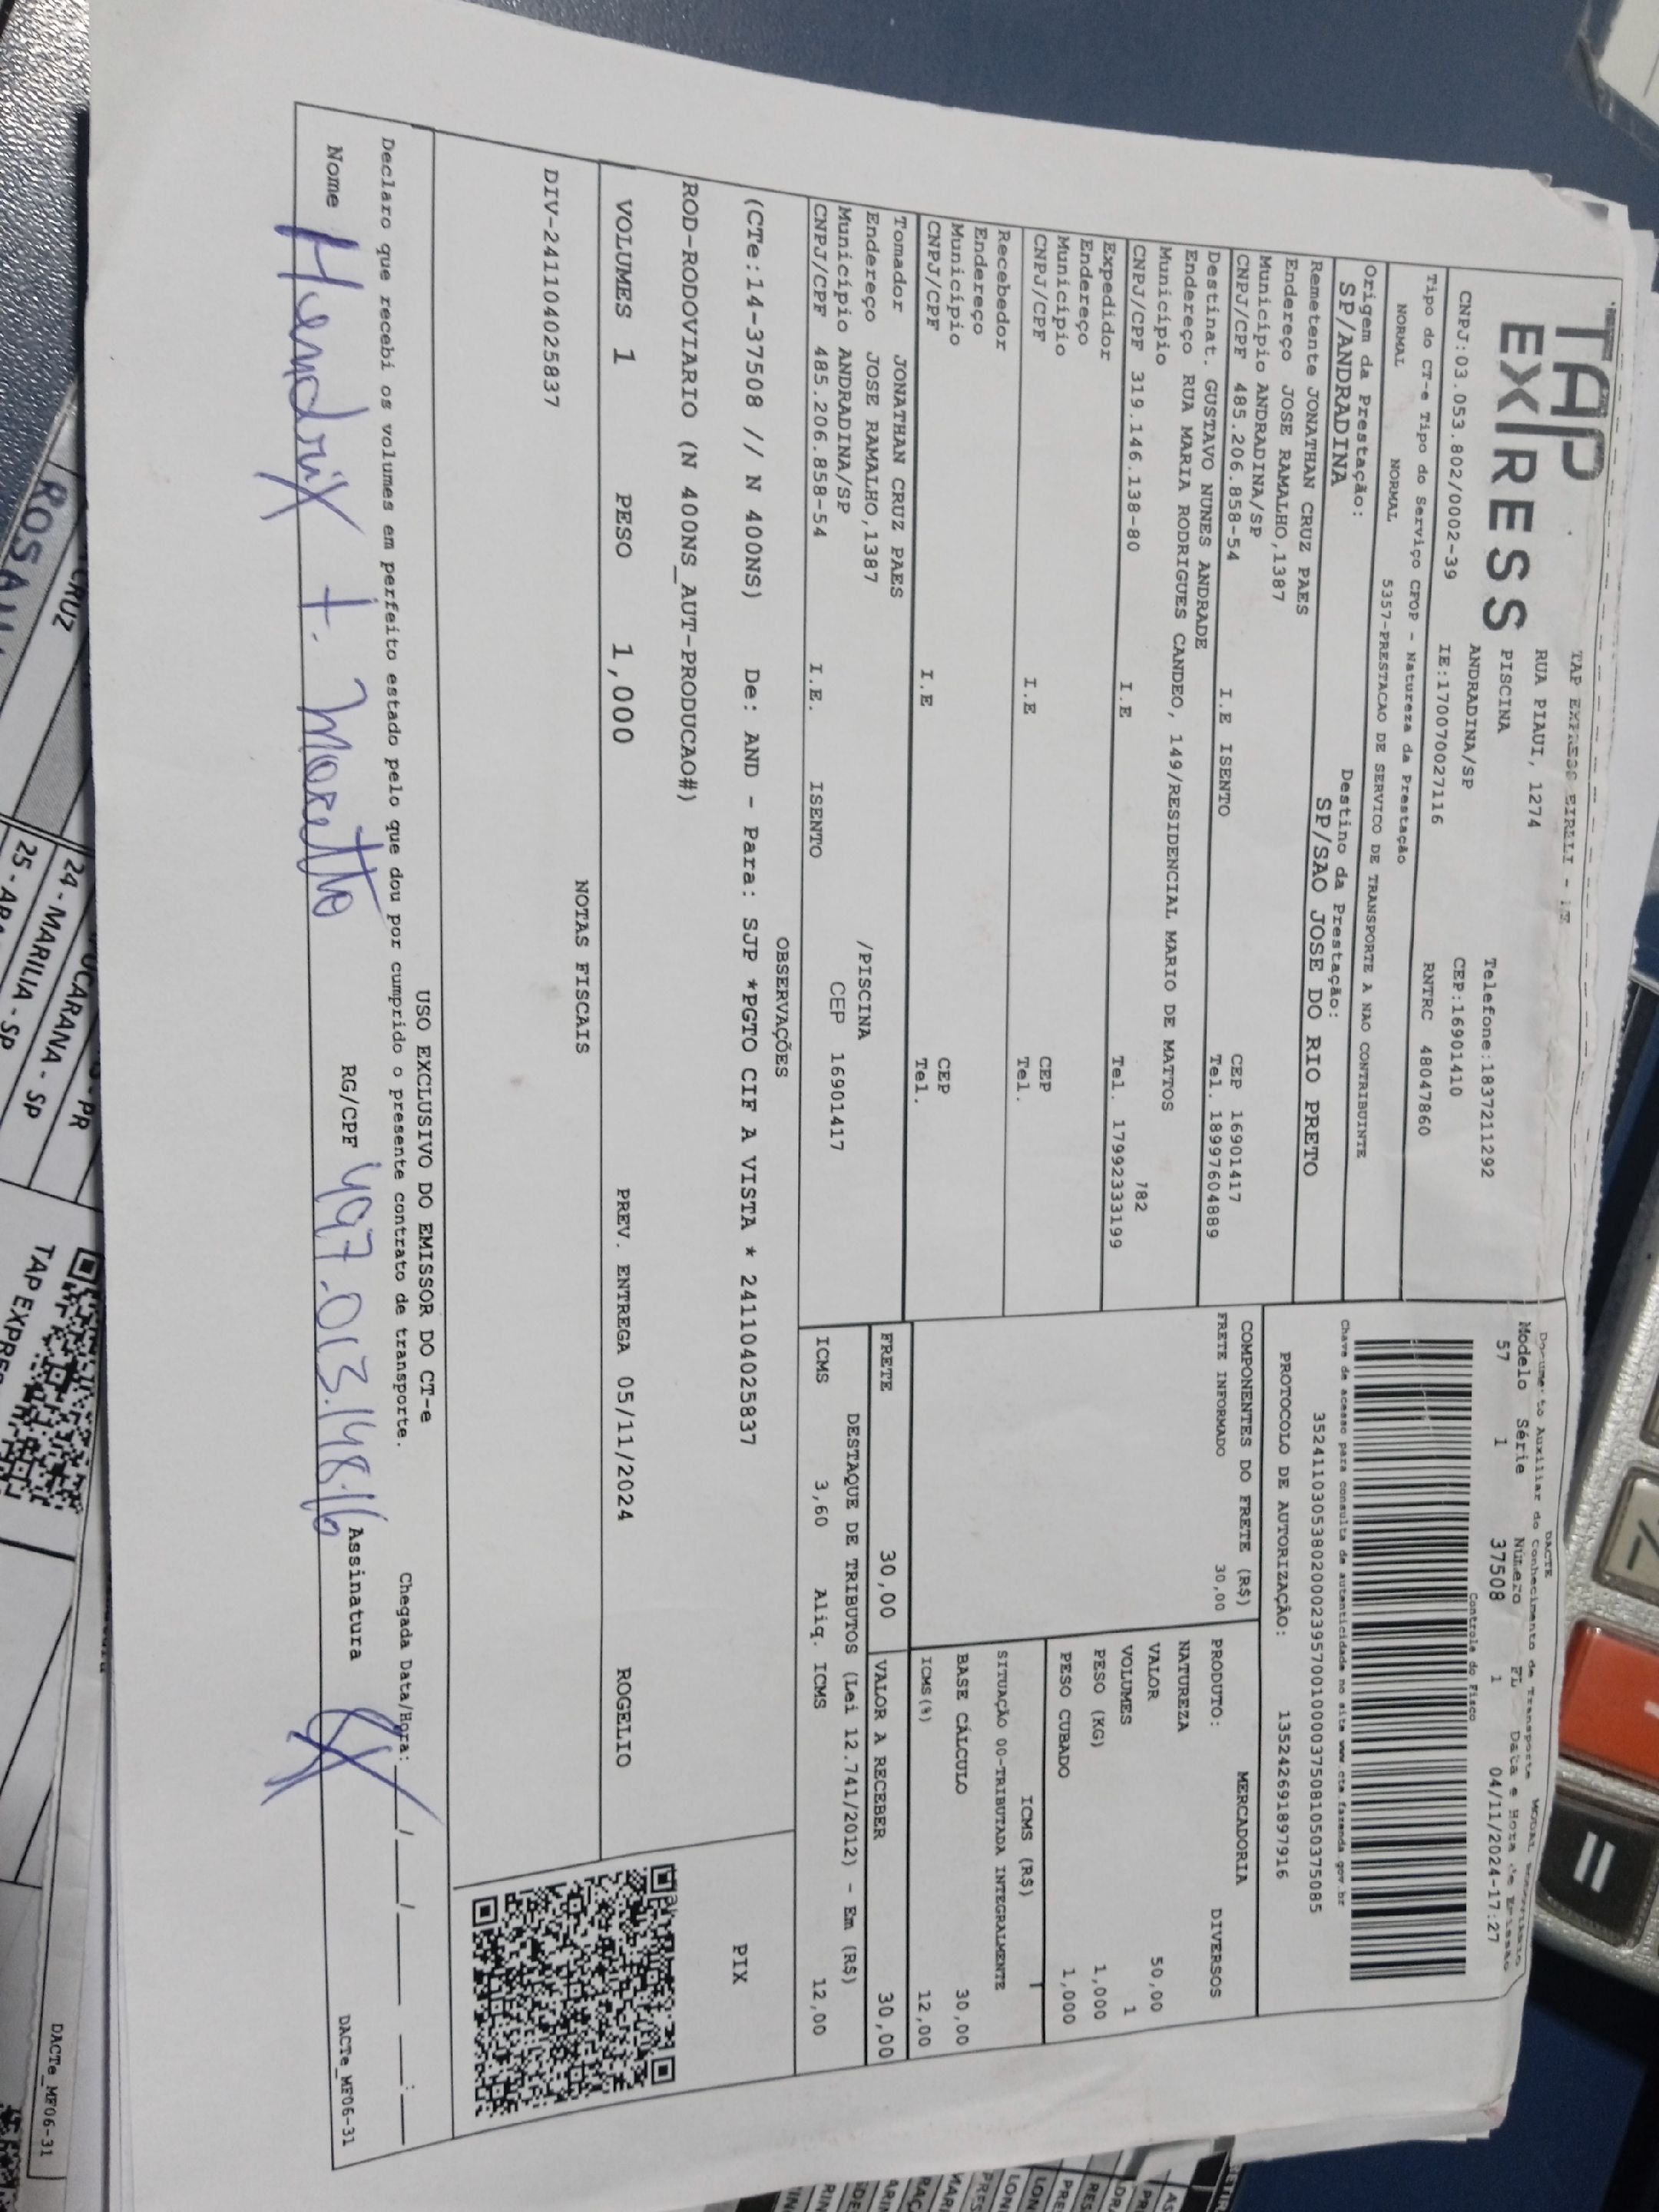 TAP
EXPRESS
TAP EXPRESS EIRELI -
RUA PIAUI, 1274
PISCINA
ANDRADINA/SP
Telefone:1837211292
CEP:16901410
CNPJ:03.053.802/0002-39
IE:170070027116
RNTRC 48047860
DACTE
Documento Auxiliar do Conhecimento de Transporte MODAL
Modelo Série Número FL Data e Hora de Emissão
57 1 37508 1 04/11/2024-17:27
Controle do Fisco
Tipo do CT-e Tipo do Serviço CFOP - Natureza da Prestação
NORMAL NORMAL 5357-PRESTACAO DE SERVICO DE TRANSPORTE A NAO CONTRIBUINTE
Chave de acesso para consulta de autenticidade no site www.cte.fazenda.gov.br
35241103053802000239570010000375081050375085
Origem da Prestação:
SP/ANDRADINA
Destino da Prestação:
SP/SAO JOSE DO RIO PRETO
PROTOCOLO DE AUTORIZAÇÃO: 135242691897916
Remetente JONATHAN CRUZ PAES
Endereço JOSE RAMALHO,1387
Município ANDRADINA/SP
CEP 16901417
CNPJ/CPF 485.206.858-54 I.E ISENTO Tel. 18997604889
Destinat. GUSTAVO NUNES ANDRADE
Endereço RUA MARIA RODRIGUES CANDEO, 149/RESIDENCIAL MARIO DE MATTOS
Município
782
CNPJ/CPF 319.146.138-80 I.E Tel. 17992333199
Expedidor
Endereço
Município CEP
CNPJ/CPF I.E Tel.
Recebedor
Endereço
Município CEP
CNPJ/CPF I.E Tel.
COMPONENTES DO FRETE (R$)
FRETE INFORMADO 30,00
MERCADORIA
PRODUTO: DIVERSOS
NATUREZA
VALOR 50,00
VOLUMES 1
PESO (KG) 1,000
PESO CUBADO 1,000
ICMS (R$)
SITUAÇÃO 00-TRIBUTADA INTEGRALMENTE
BASE CÁLCULO 30,00
ICMS(%) 12,00
Tomador JONATHAN CRUZ PAES
Endereço JOSE RAMALHO,1387 /PISCINA
Município ANDRADINA/SP CEP 16901417
CNPJ/CPF 485.206.858-54 I.E. ISENTO
FRETE 30,00 VALOR A RECEBER 30,00
DESTAQUE DE TRIBUTOS (Lei 12.741/2012) - Em (R$)
ICMS 3,60 Aliq. ICMS 12,00
OBSERVAÇÕES
(CTe:14-37508 // N 400NS) De: AND - Para: SJP *PGTO CIF A VISTA * 241104025837
ROD-RODOVIARIO (N 400NS_AUT-PRODUCAO#)
PIX
VOLUMES 1 PESO 1,000 PREV. ENTREGA 05/11/2024 ROGELIO
NOTAS FISCAIS
DIV-241104025837
USO EXCLUSIVO DO EMISSOR DO CT-e
Declaro que recebi os volumes em perfeito estado pelo que dou por cumprido o presente contrato de transporte. Chegada Data/Hora: __/__/____ __:__
Nome Hendrix t. Moretto RG/CPF 497.013.148.16 Assinatura
DACTe_MF06-31
CRUZ
24 - MARILIA - SP
UCARANA - SP
PR
TAP EXPRESS
DACTe_MF06-31
=